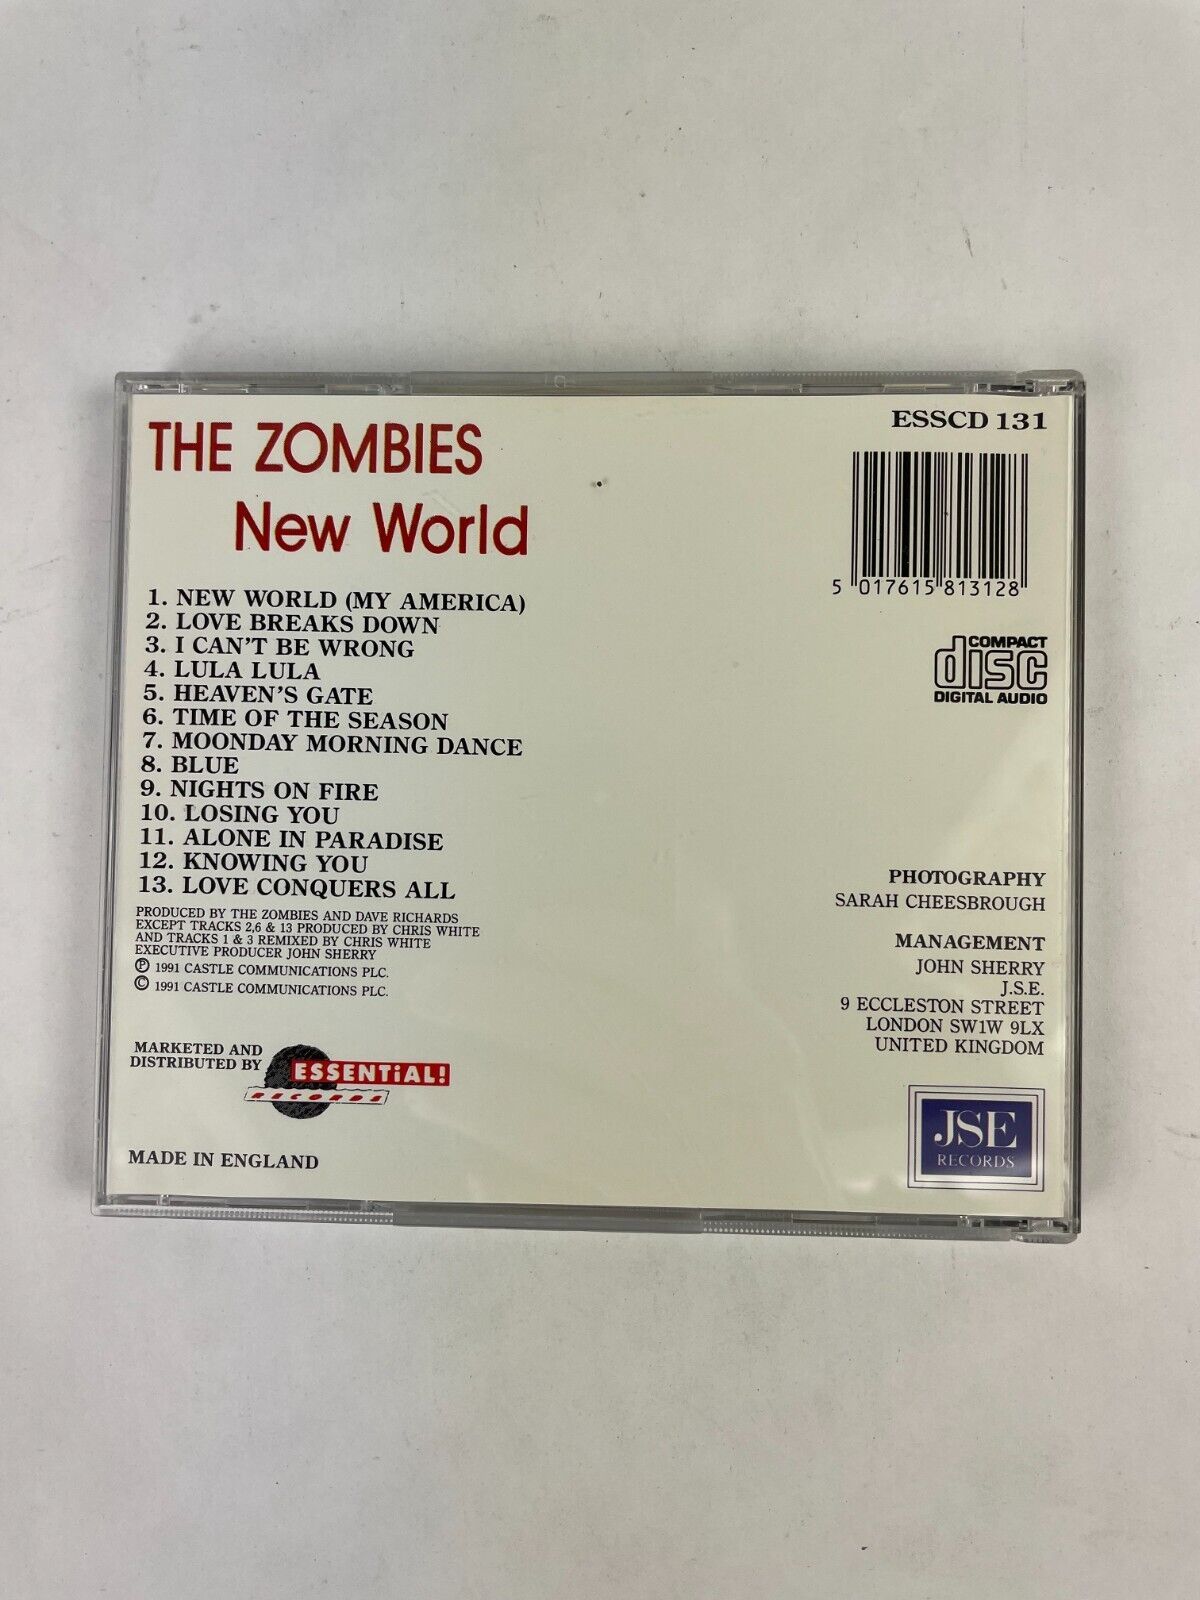 THE ZOMBIES
New World
1. NEW WORLD (MY AMERICA)
2. LOVE BREAKS DOWN
3. I CAN'T BE WRONG
4. LULA LULA
5. HEAVEN'S GATE
6. TIME OF THE SEASON
7. MOONDAY MORNING DANCE
8. BLUE
9. NIGHTS ON FIRE
10. LOSING YOU
11. ALONE IN PARADISE
12. KNOWING YOU
13. LOVE CONQUERS ALL
PRODUCED BY THE ZOMBIES AND DAVE RICHARDS
EXCEPT TRACKS 2,6 & 13 PRODUCED BY CHRIS WHITE
AND TRACKS 1 & 3 REMIXED BY CHRIS WHITE
EXECUTIVE PRODUCER JOHN SHERRY
℗ 1991 CASTLE COMMUNICATIONS PLC.
© 1991 CASTLE COMMUNICATIONS PLC.
MARKETED AND
DISTRIBUTED BY
ESSENTiAL!
RECORDS
MADE IN ENGLAND
ESSCD 131
5 017615 813128
COMPACT
disc
DIGITAL AUDIO
PHOTOGRAPHY
SARAH CHEESBROUGH
MANAGEMENT
JOHN SHERRY
J.S.E.
9 ECCLESTON STREET
LONDON SW1W 9LX
UNITED KINGDOM
JSE
RECORDS